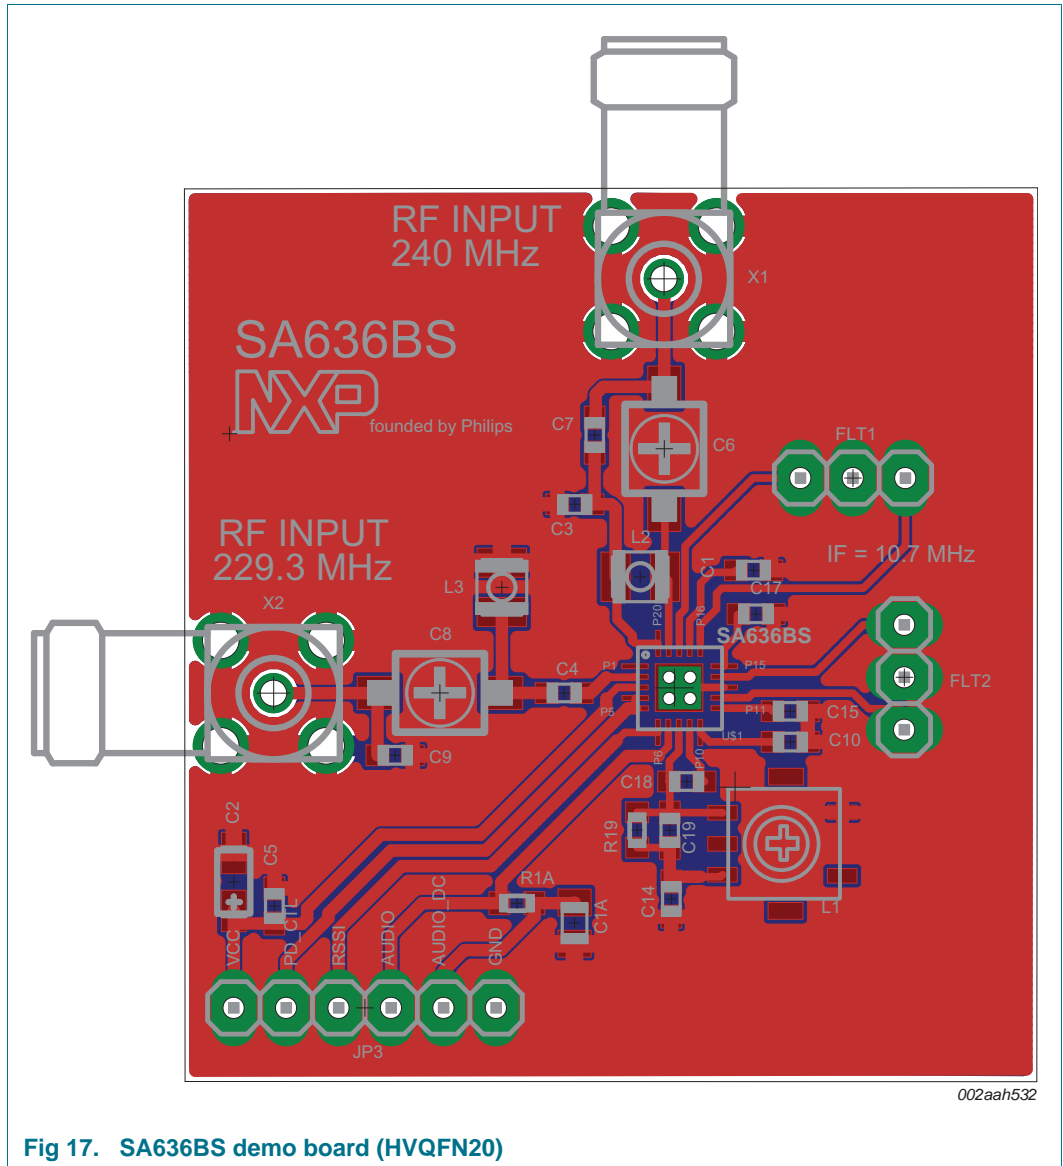 RF INPUT
240 MHz
X1
SA636BS
NXP
founded by Philips
C7
C6
FLT1
C3
RF INPUT
229.3 MHz
L2
IF = 10.7 MHz
C1
C17
L3
X2
P20
P16
SA636BS
C8
C4
P1
P15
FLT2
P5
P11
C15
U$1
C10
C9
P6
P10
C18
C2
C5
R19
C19
R1A
C14
C1A
L1
VCC
PD_CTL
RSSI
AUDIO
AUDIO_DC
GND
JP3
002aah532
Fig 17. SA636BS demo board (HVQFN20)